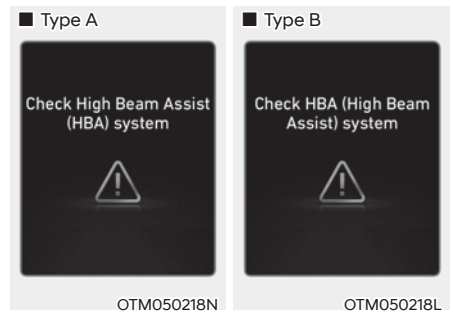 ■ Type A
Check High Beam Assist
(HBA) system
OTM050218N
■ Type B
Check HBA (High Beam
Assist) system
OTM050218L